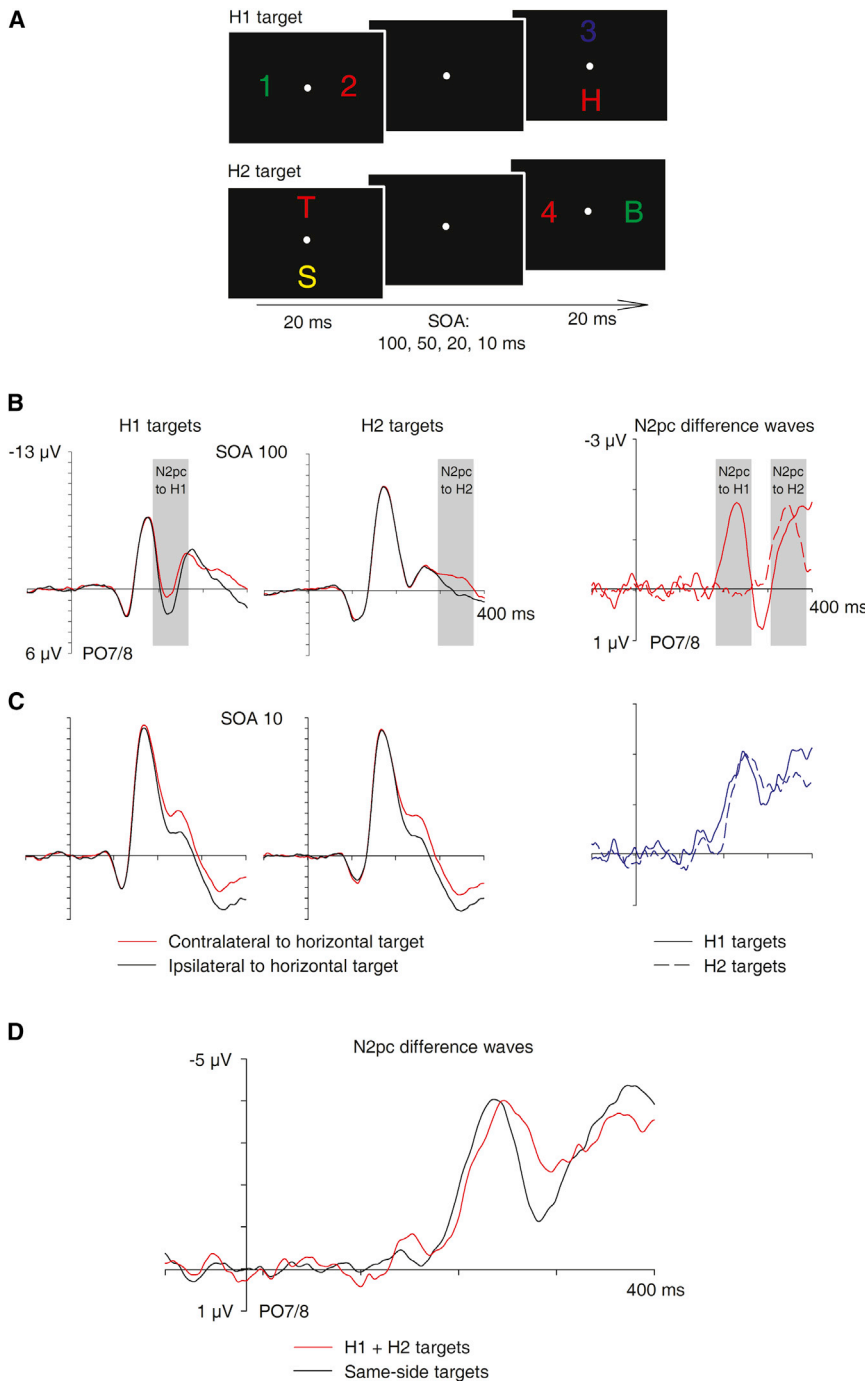 A
H1 target
1 2
3
H
H2 target
T
S
4 B
20 ms
SOA:
20 ms
100, 50, 20, 10 ms
B
H1 targets
H2 targets
N2pc difference waves
-13 µV
SOA 100
-3 µV
N2pc
to H1
N2pc
to H2
N2pc
to H1
N2pc
to H2
400 ms
400 ms
6 µV
PO7/8
1 µV
PO7/8
C
SOA 10
Contralateral to horizontal target
Ipsilateral to horizontal target
H1 targets
H2 targets
D
N2pc difference waves
-5 µV
400 ms
1 µV
PO7/8
H1 + H2 targets
Same-side targets